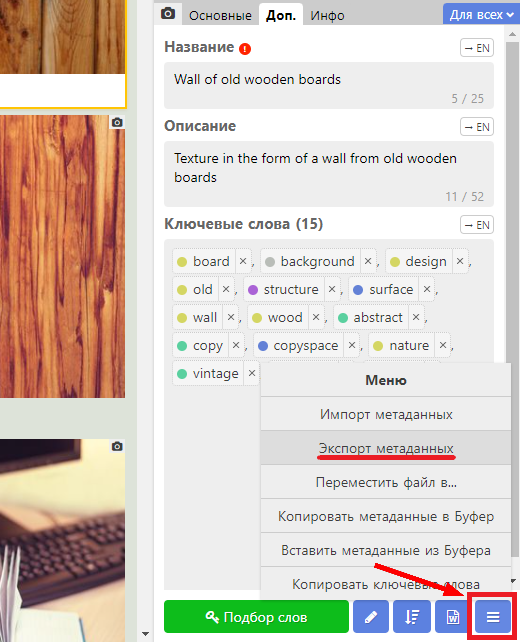 Основные Доп. Инфо Для всех
Название → EN
Wall of old wooden boards
5 / 25
Описание → EN
Texture in the form of a wall from old wooden
boards
11 / 52
Ключевые слова (15) → EN
board ×, background ×, design ×,
old ×, structure ×, surface ×,
wall ×, wood ×, abstract ×,
copy ×, copyspace ×, nature ×,
vintage ×
Меню
Импорт метаданных
Экспорт метаданных
Переместить файл в...
Копировать метаданные в Буфер
Вставить метаданные из Буфера
Копировать ключевые слова
Подбор слов